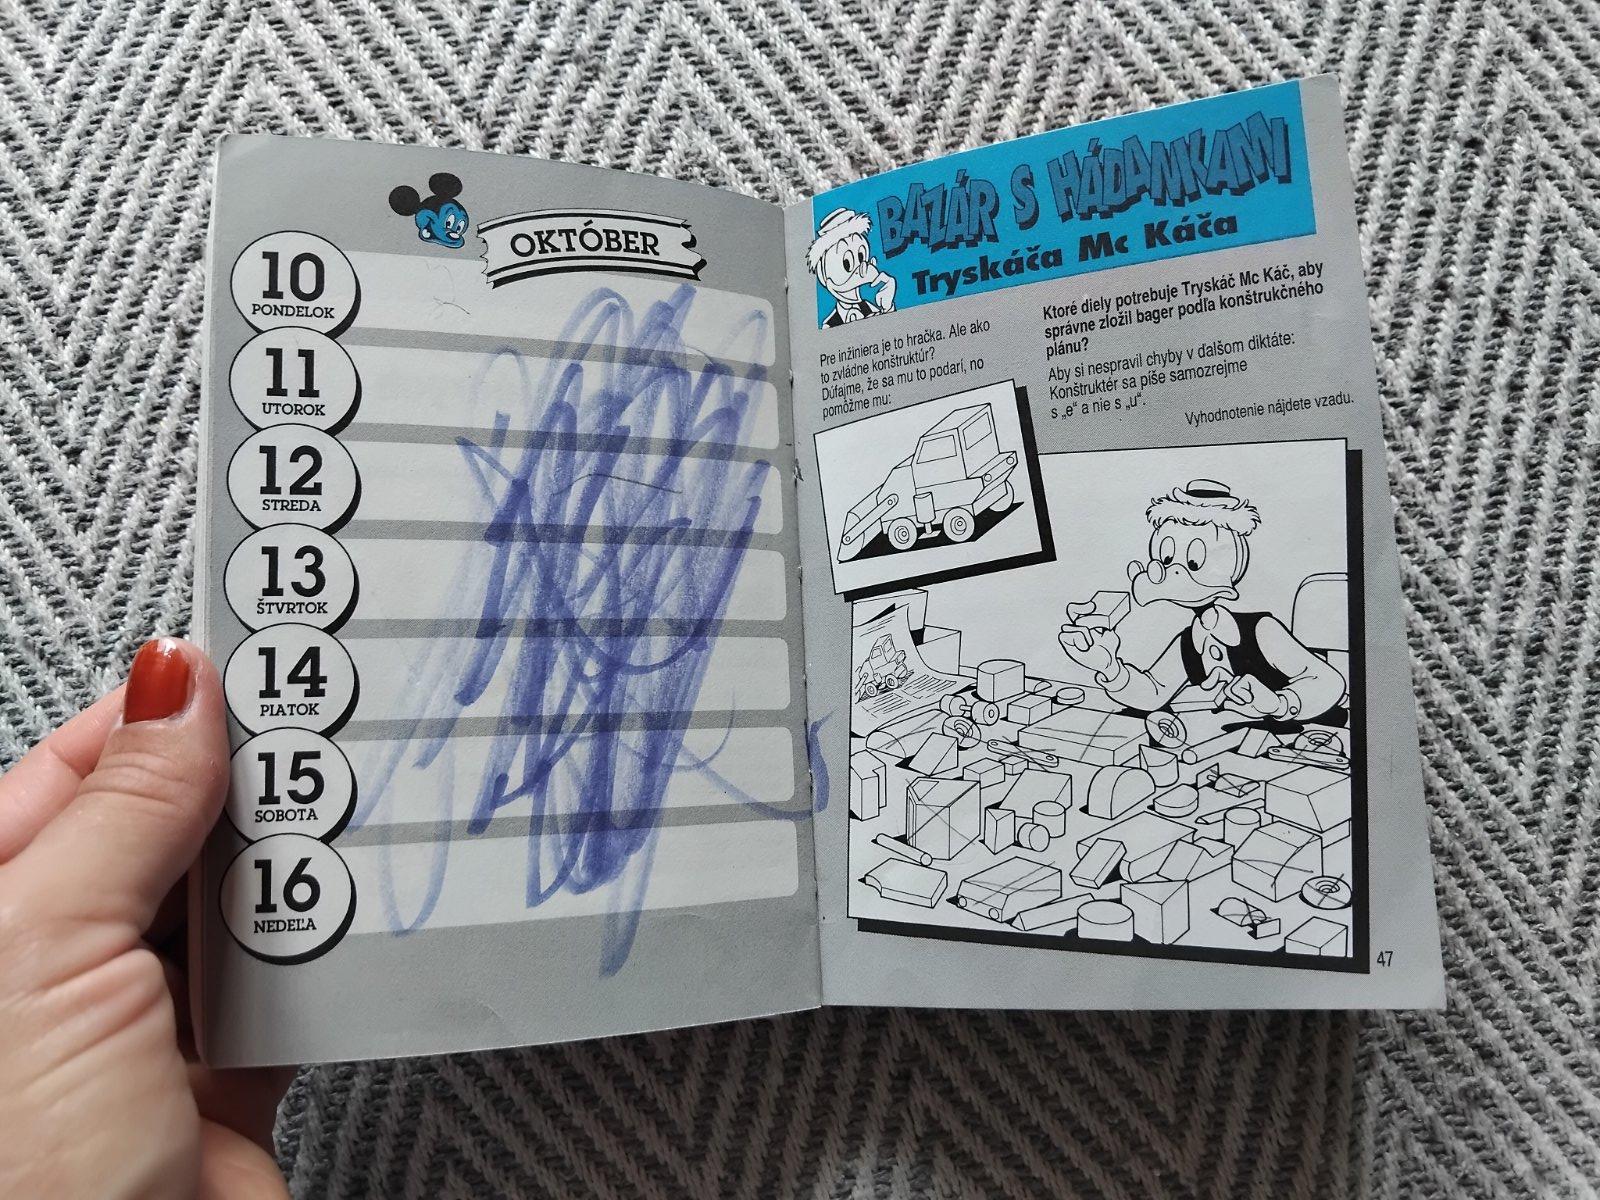 OKTÓBER
10
PONDELOK
11
UTOROK
12
STREDA
13
ŠTVRTOK
14
PIATOK
15
SOBOTA
16
NEDEĽA
BAZÁR S HÁDANKAMI
Tryskáča Mc Káča
Pre inžiniera je to hračka. Ale ako
to zvládne konštruktúr?
Dúfajme, že sa mu to podarí, no
pomôžme mu:
Ktoré diely potrebuje Tryskáč Mc Káč, aby
správne zložil bager podľa konštrukčného
plánu?
Aby si nespravil chyby v ďalšom diktáte:
Konštruktér sa píše samozrejme
s „e“ a nie s „u“.
Vyhodnotenie nájdete vzadu.
47